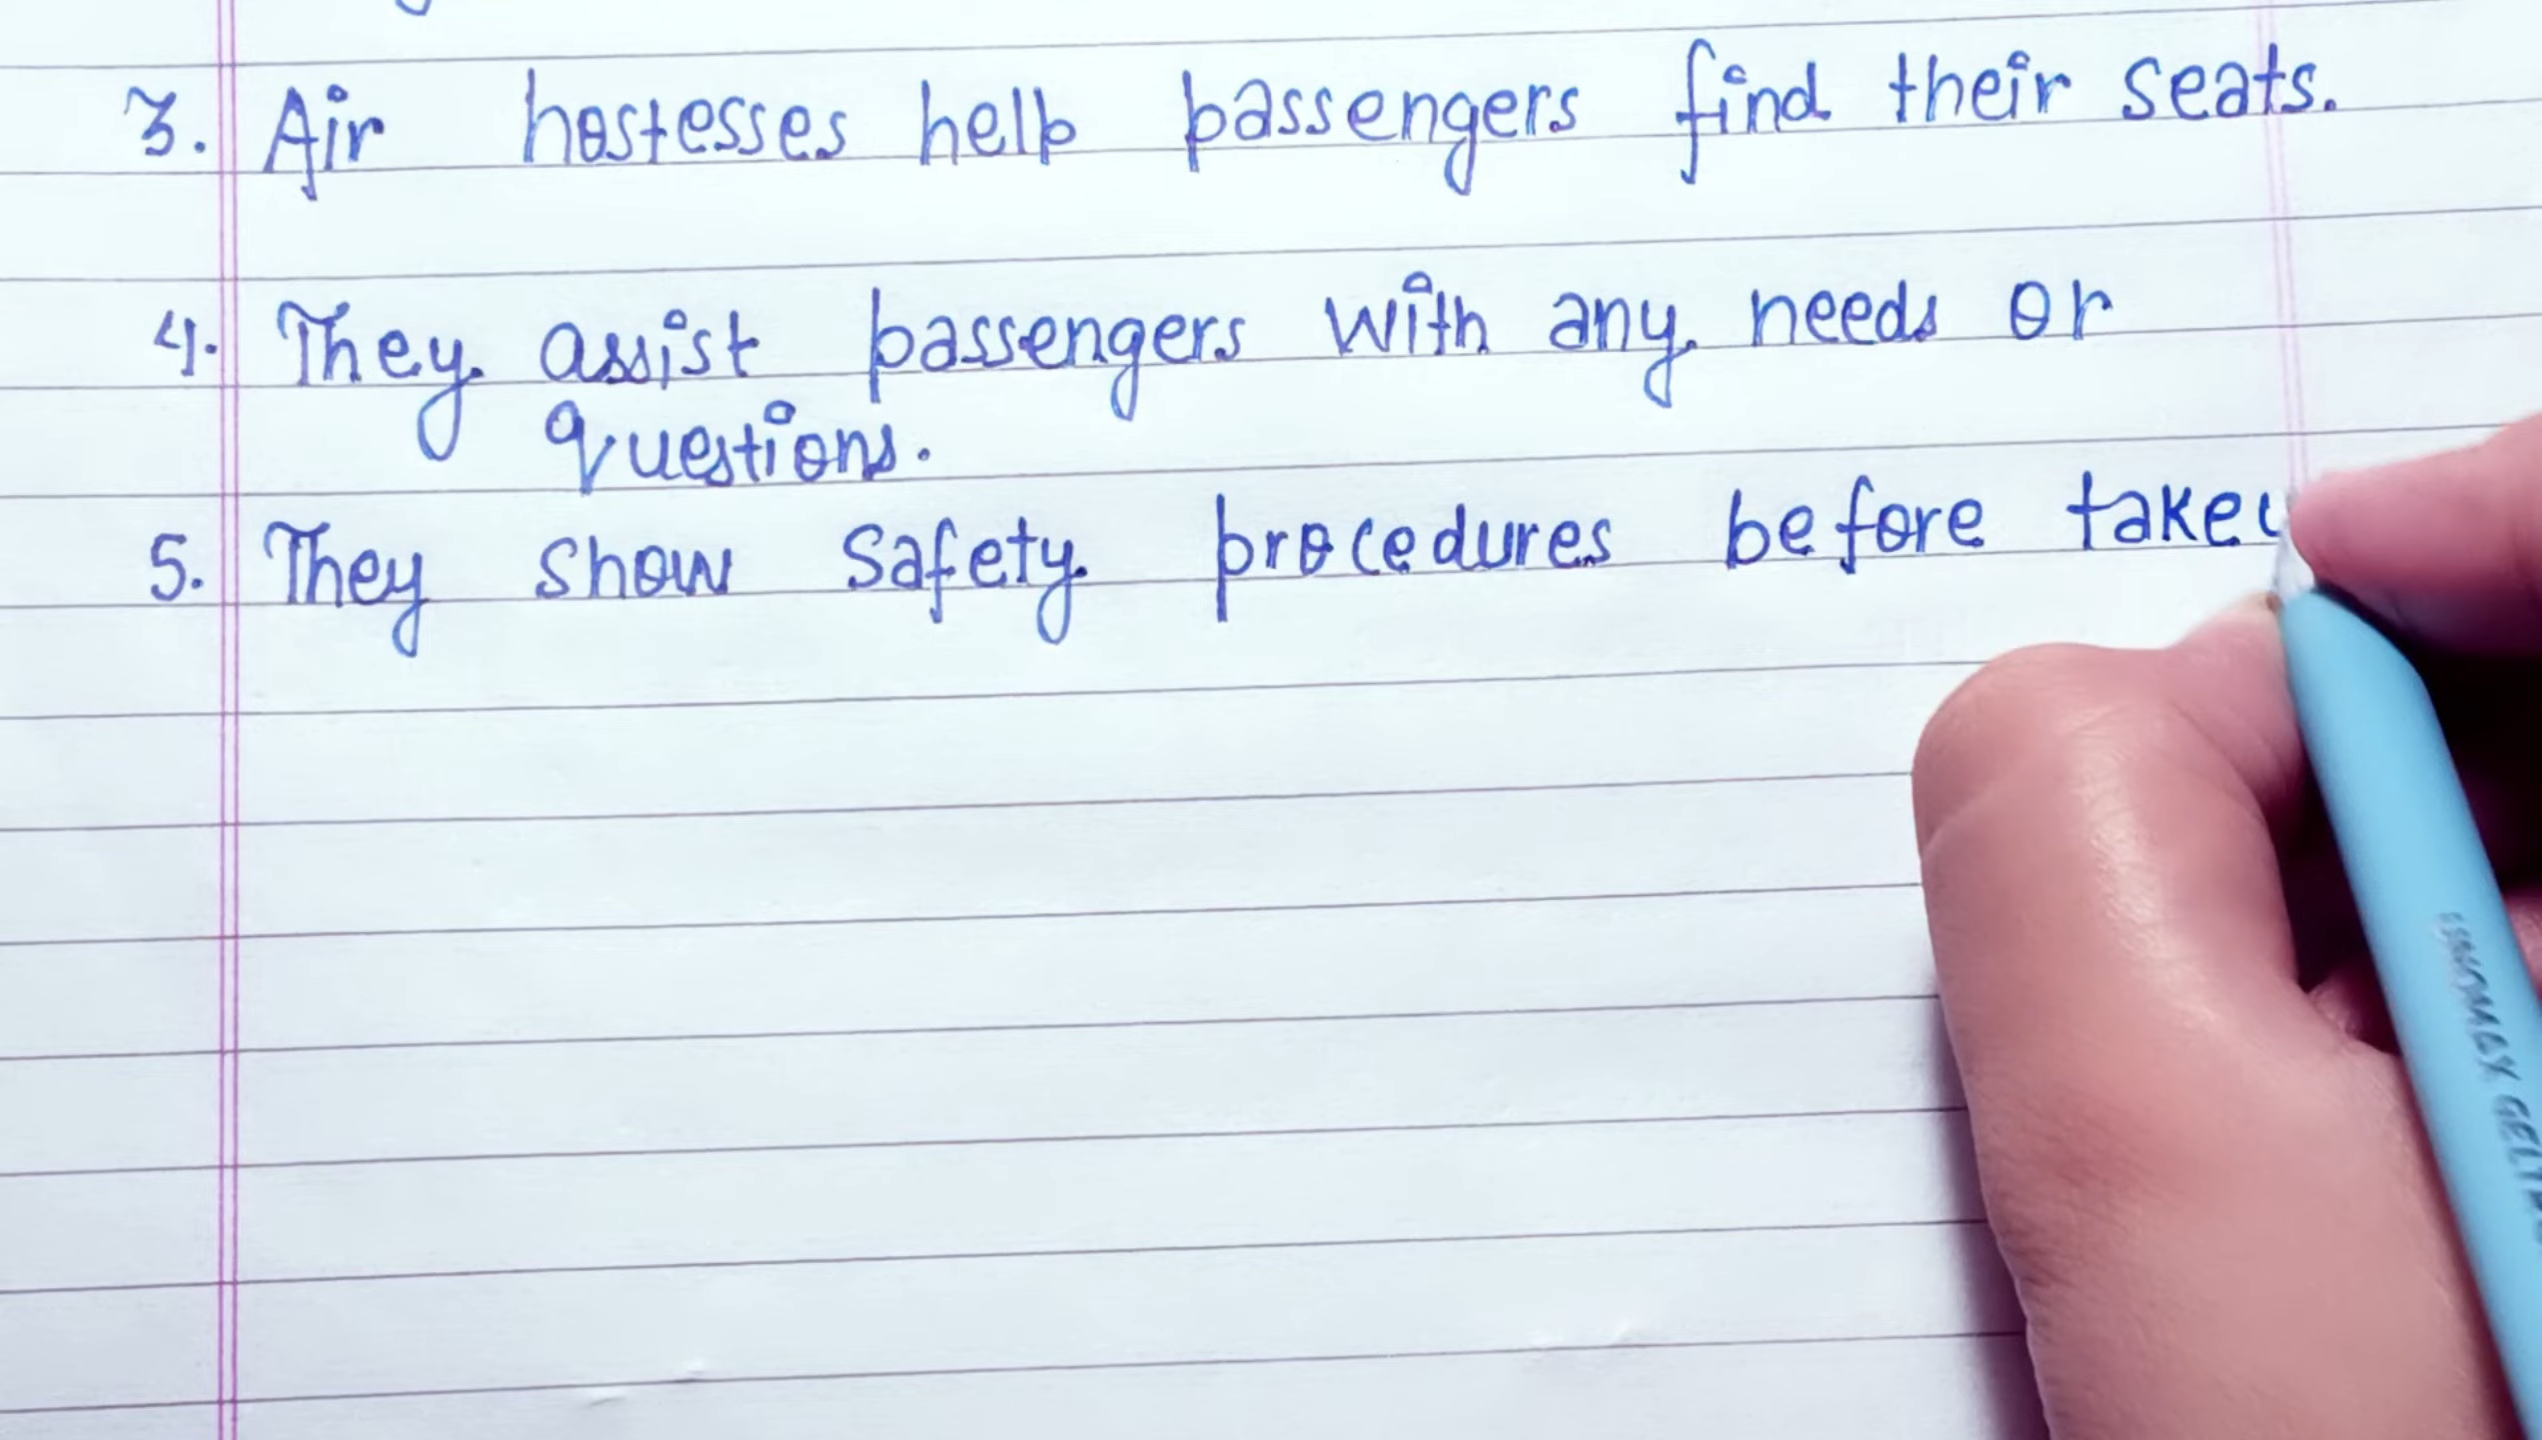 3. Air hostesses help passengers find their seats.
4. They assist passengers with any needs or
questions.
5. They show safety procedures before take